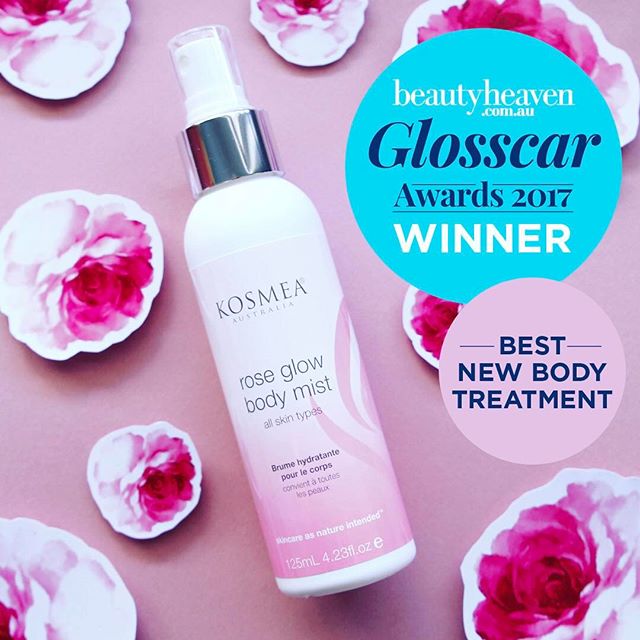 beautyheaven
.com.au
Glosscar
Awards 2017
WINNER
BEST
NEW BODY
TREATMENT
KOSMEA®
AUSTRALIA
rose glow
body mist
all skin types
Brume hydratante
pour le corps
convient à toutes
les peaux
skincare as nature intended™
125mL 4.23fl.oz e